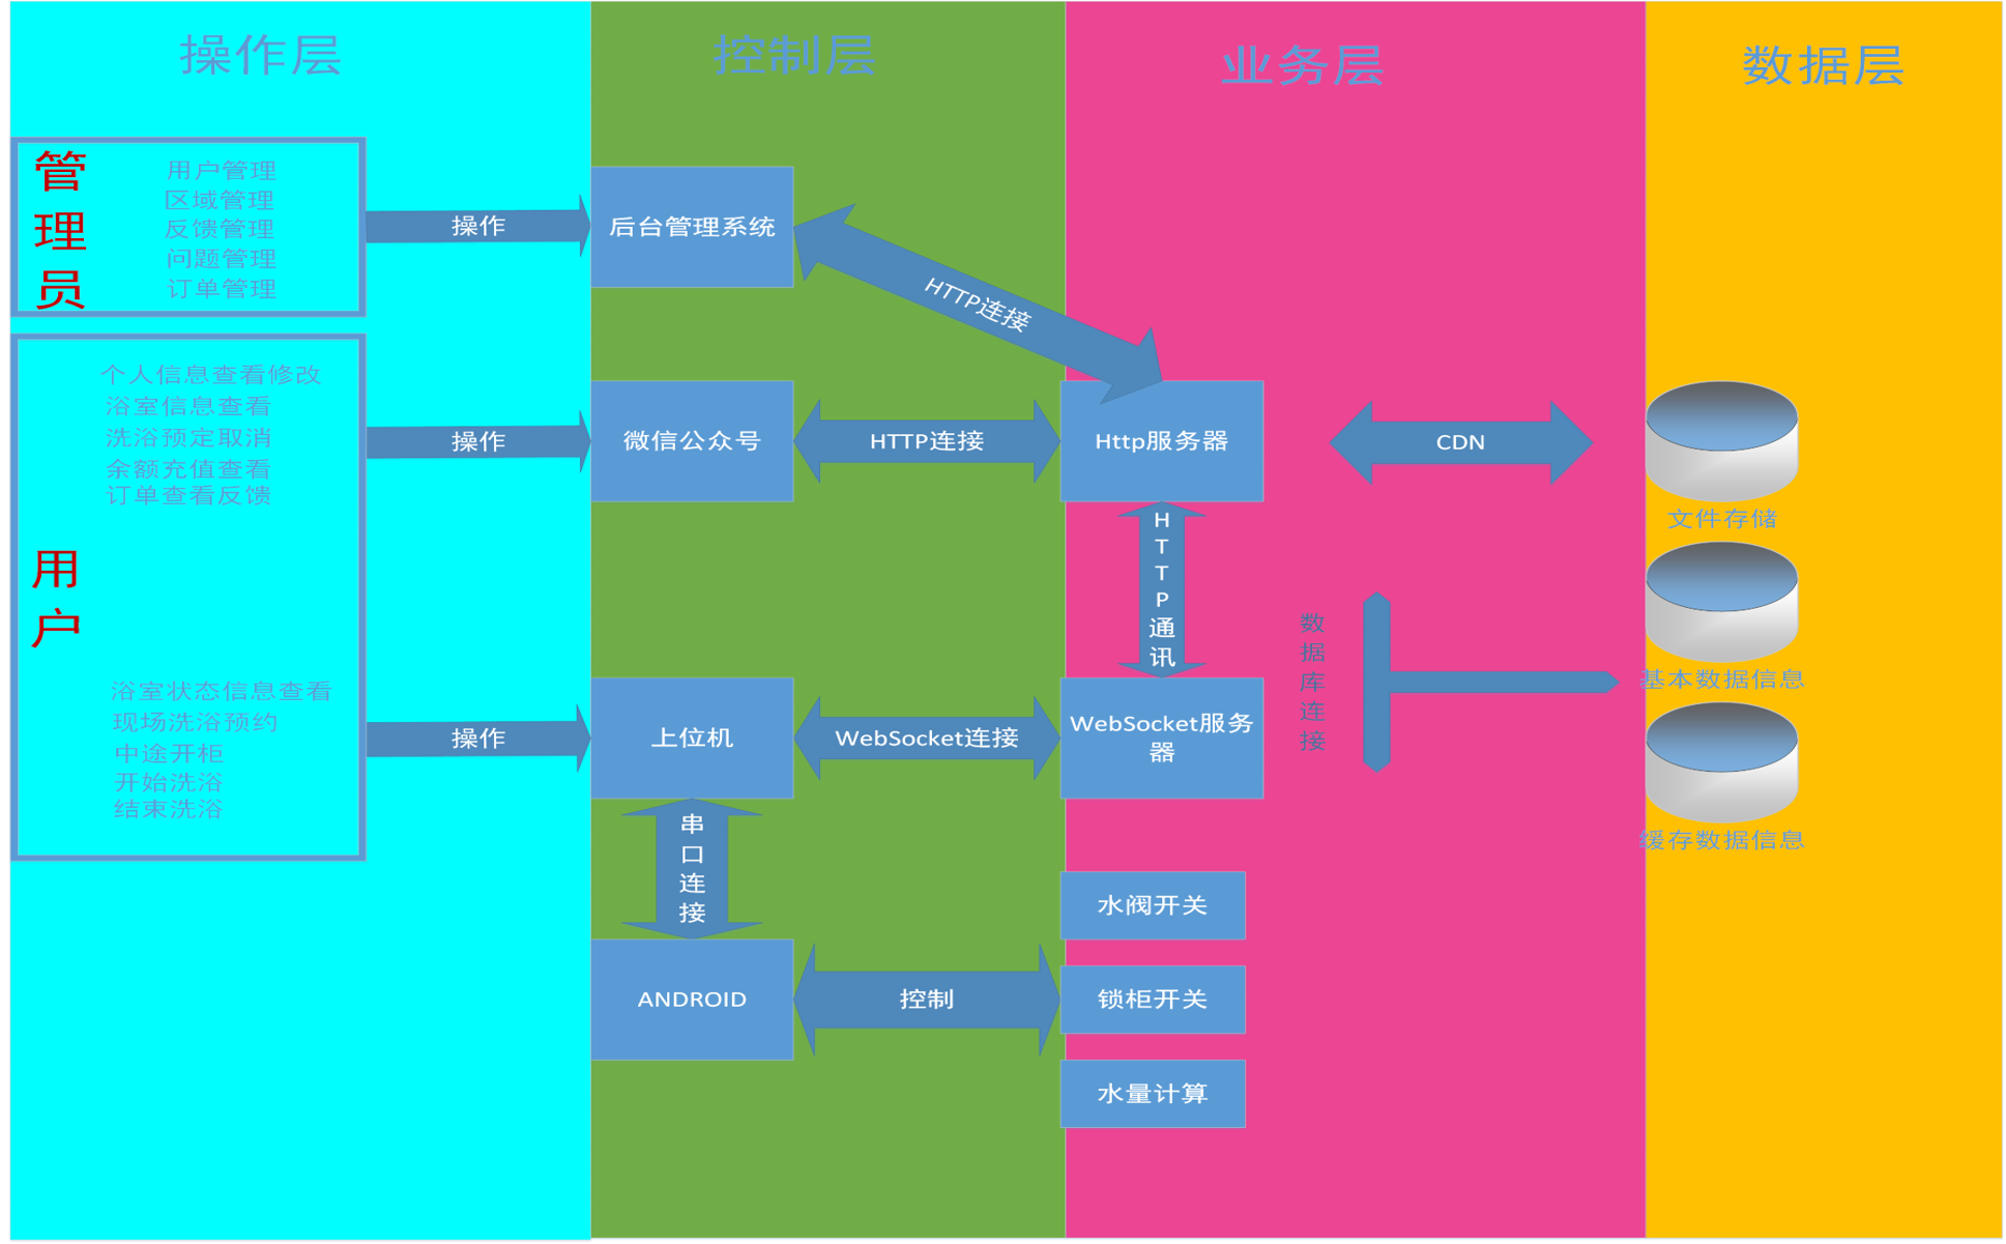 操作层
控制层
业务层
数据层
管理员
用户管理
区域管理
反馈管理
问题管理
订单管理
操作
后台管理系统
HTTP连接
个人信息查看修改
浴室信息查看
洗浴预定取消
余额充值查看
订单查看反馈
操作
微信公众号
HTTP连接
Http服务器
CDN
文件存储
用户
HTTP通讯
数据库连接
基本数据信息
浴室状态信息查看
现场洗浴预约
中途开柜
开始洗浴
结束洗浴
操作
上位机
WebSocket连接
WebSocket服务
器
缓存数据信息
串口连接
水阀开关
ANDROID
控制
锁柜开关
水量计算